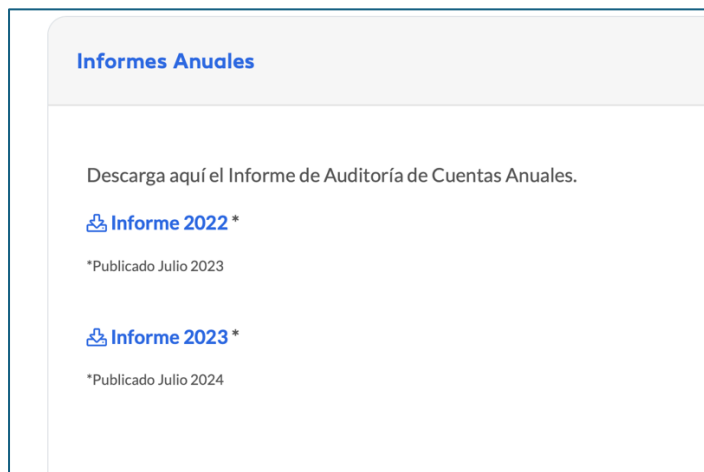 Informes Anuales
Descarga aquí el Informe de Auditoría de Cuentas Anuales.
Informe 2022 *
*Publicado Julio 2023
Informe 2023 *
*Publicado Julio 2024